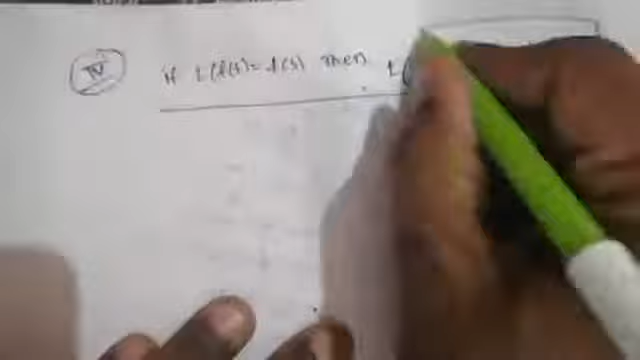 IV if L(f(t)) = f(s) Then L(